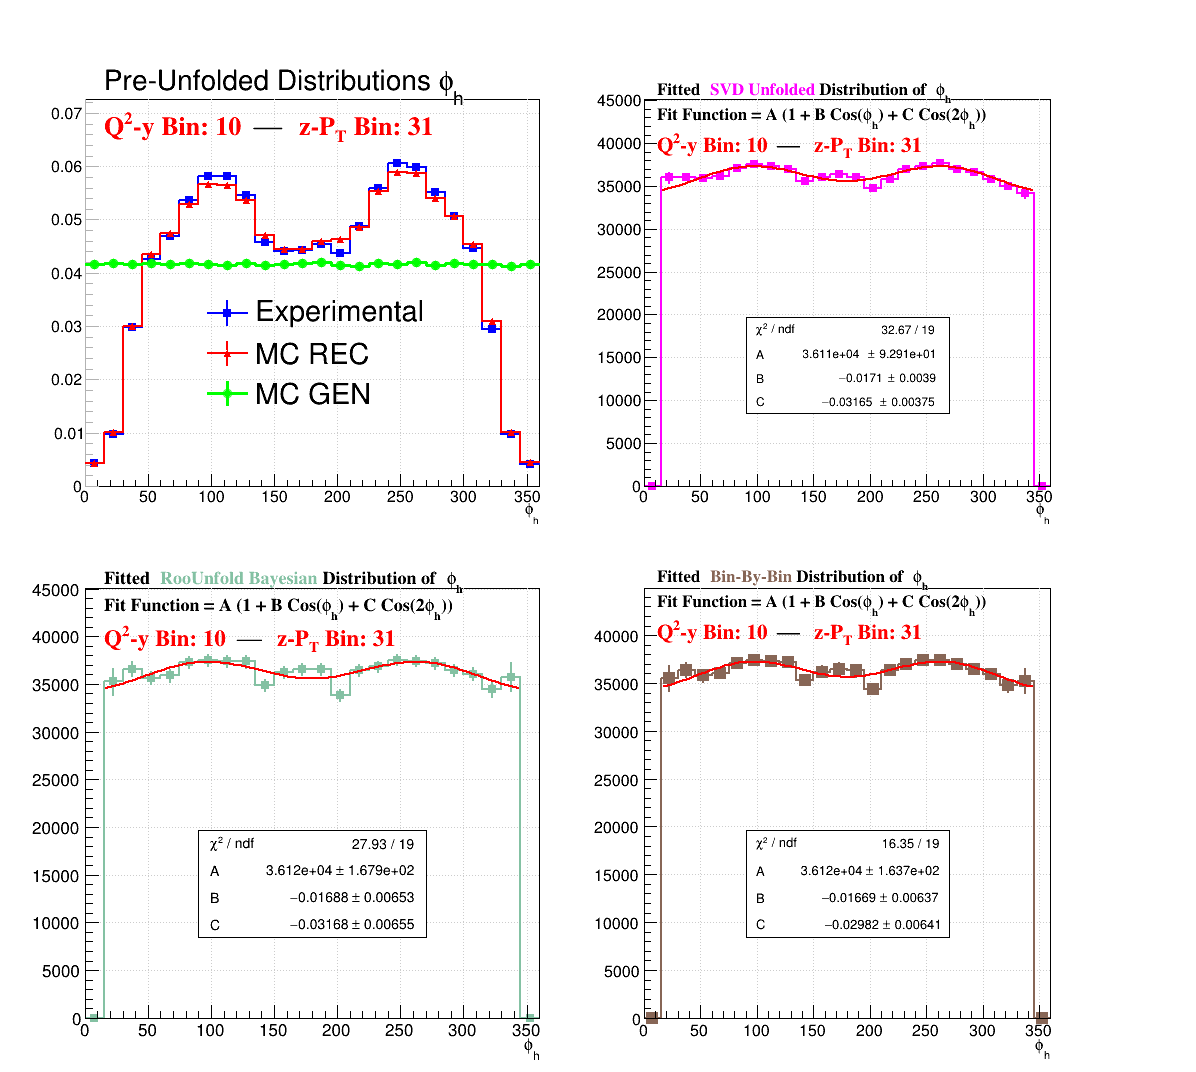 Pre-Unfolded Distributions ϕh
Q²-y Bin: 10 — z-PT Bin: 31
0.07
0.06
0.05
0.04
0.03
0.02
0.01
0
Experimental
MC REC
MC GEN
0 50 100 150 200 250 300 350
ϕh
Fitted SVD Unfolded Distribution of ϕh
Fit Function = A (1 + B Cos(ϕh) + C Cos(2ϕh))
Q²-y Bin: 10 — z-PT Bin: 31
45000
40000
35000
30000
25000
20000
15000
10000
5000
0
χ² / ndf 32.67 / 19
A 3.611e+04 ± 9.291e+01
B −0.0171 ± 0.0039
C −0.03165 ± 0.00375
0 50 100 150 200 250 300 350
ϕh
Fitted RooUnfold Bayesian Distribution of ϕh
Fit Function = A (1 + B Cos(ϕh) + C Cos(2ϕh))
Q²-y Bin: 10 — z-PT Bin: 31
45000
40000
35000
30000
25000
20000
15000
10000
5000
0
χ² / ndf 27.93 / 19
A 3.612e+04 ± 1.679e+02
B −0.01688 ± 0.00653
C −0.03168 ± 0.00655
0 50 100 150 200 250 300 350
ϕh
Fitted Bin-By-Bin Distribution of ϕh
Fit Function = A (1 + B Cos(ϕh) + C Cos(2ϕh))
Q²-y Bin: 10 — z-PT Bin: 31
45000
40000
35000
30000
25000
20000
15000
10000
5000
0
χ² / ndf 16.35 / 19
A 3.612e+04 ± 1.637e+02
B −0.01669 ± 0.00637
C −0.02982 ± 0.00641
0 50 100 150 200 250 300 350
ϕh